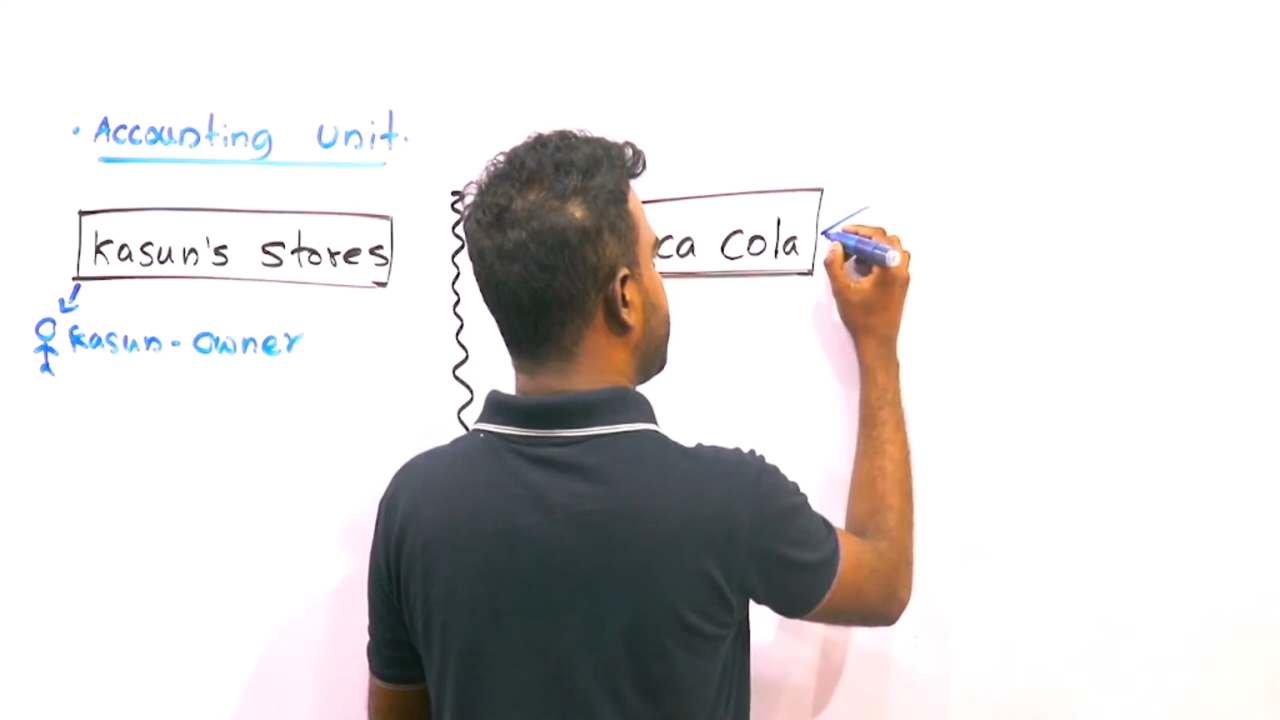 · Accounting unit.
Kasun's stores
Kasun - owner
ca cola